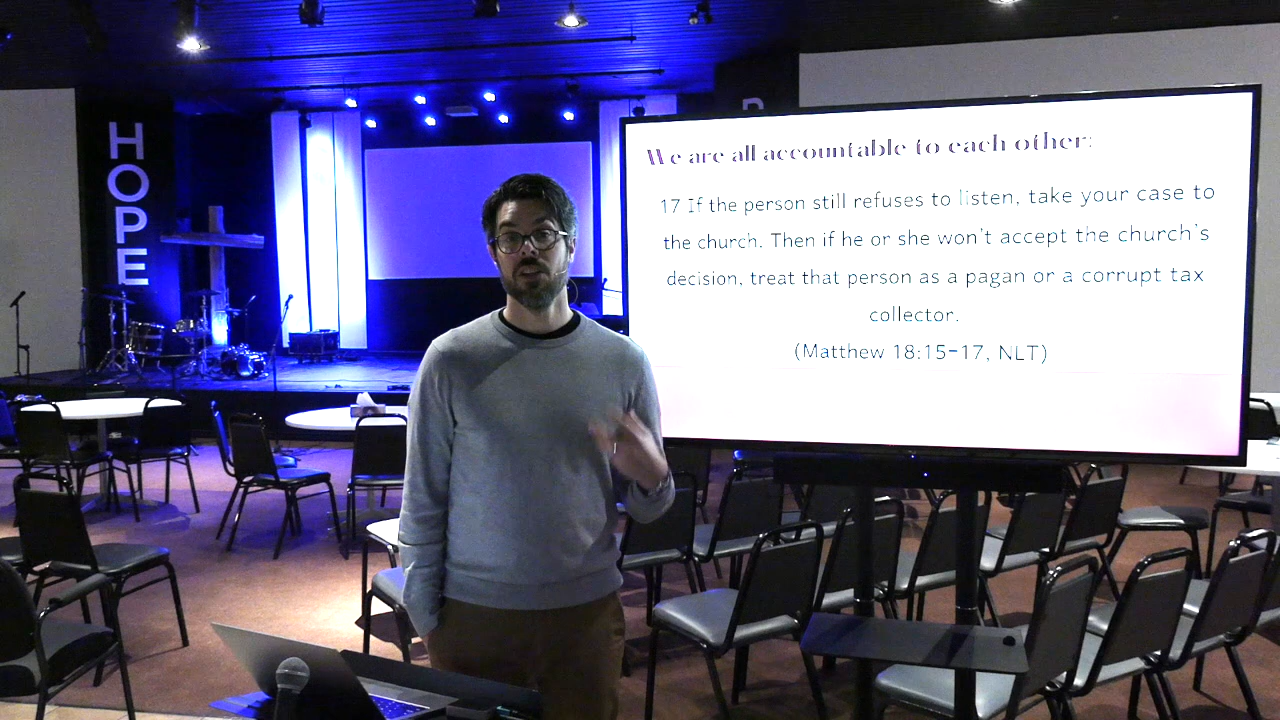 HOPE
We are all accountable to each other:
17 If the person still refuses to listen, take your case to
the church. Then if he or she won't accept the church's
decision, treat that person as a pagan or a corrupt tax
collector.
(Matthew 18:15-17, NLT)